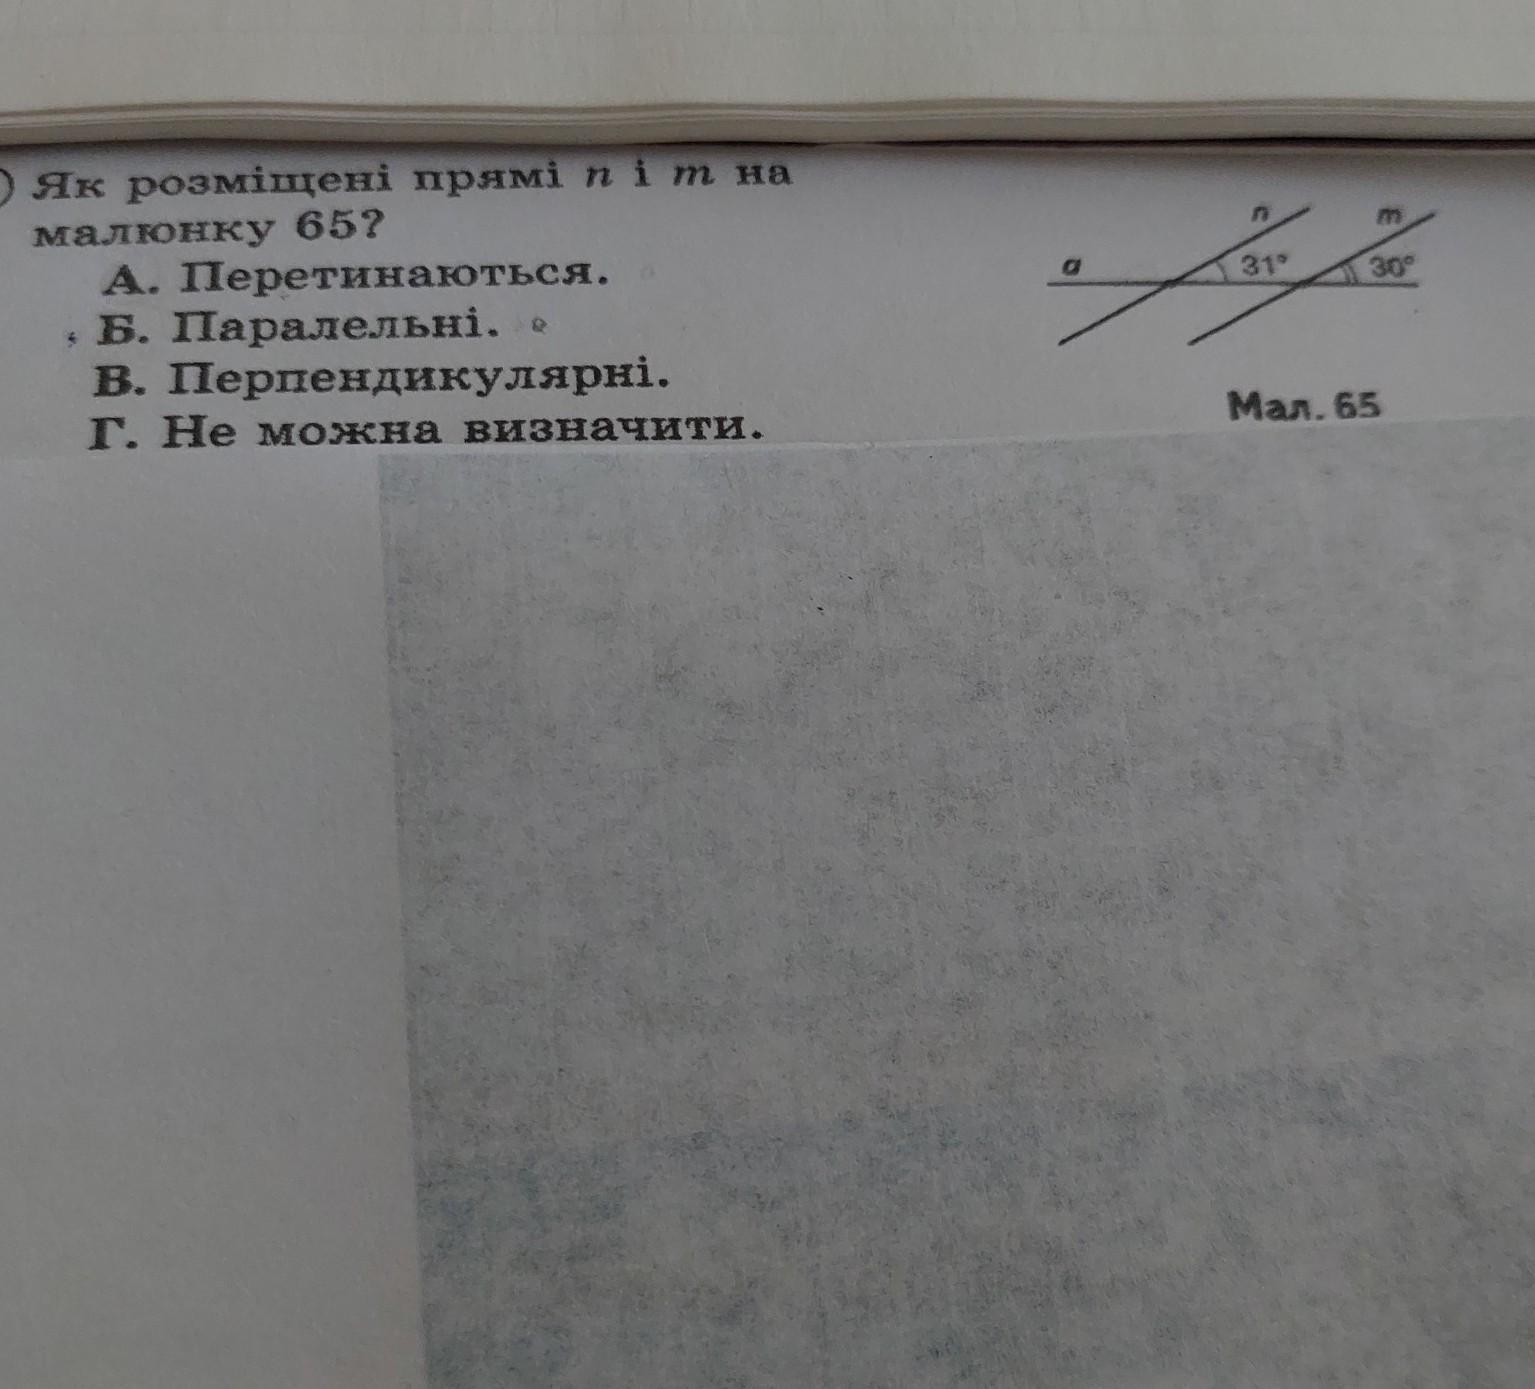 ) Як розміщені прямі n і m на
малюнку 65?
А. Перетинаються.
Б. Паралельні.
В. Перпендикулярні.
Г. Не можна визначити.
n m
a 31° 30°
Мал. 65